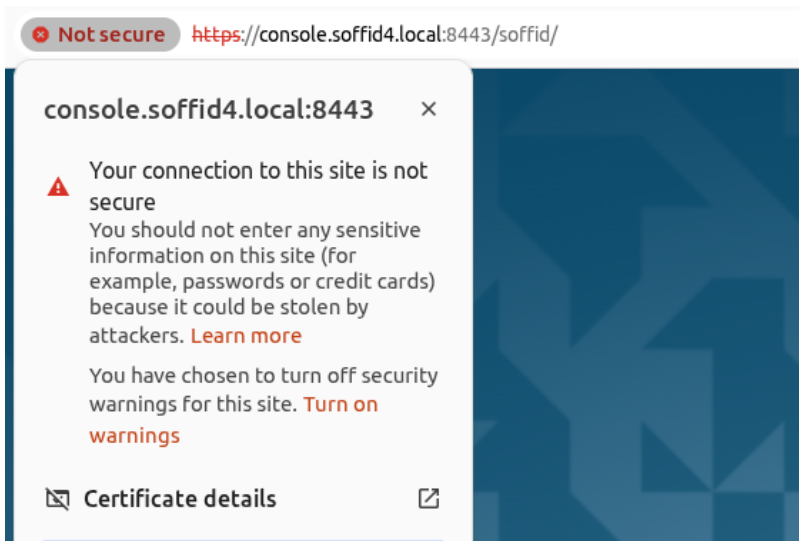 Not secure https://console.soffid4.local:8443/soffid/
console.soffid4.local:8443
Your connection to this site is not
secure
You should not enter any sensitive
information on this site (for
example, passwords or credit cards)
because it could be stolen by
attackers. Learn more
You have chosen to turn off security
warnings for this site. Turn on
warnings
Certificate details